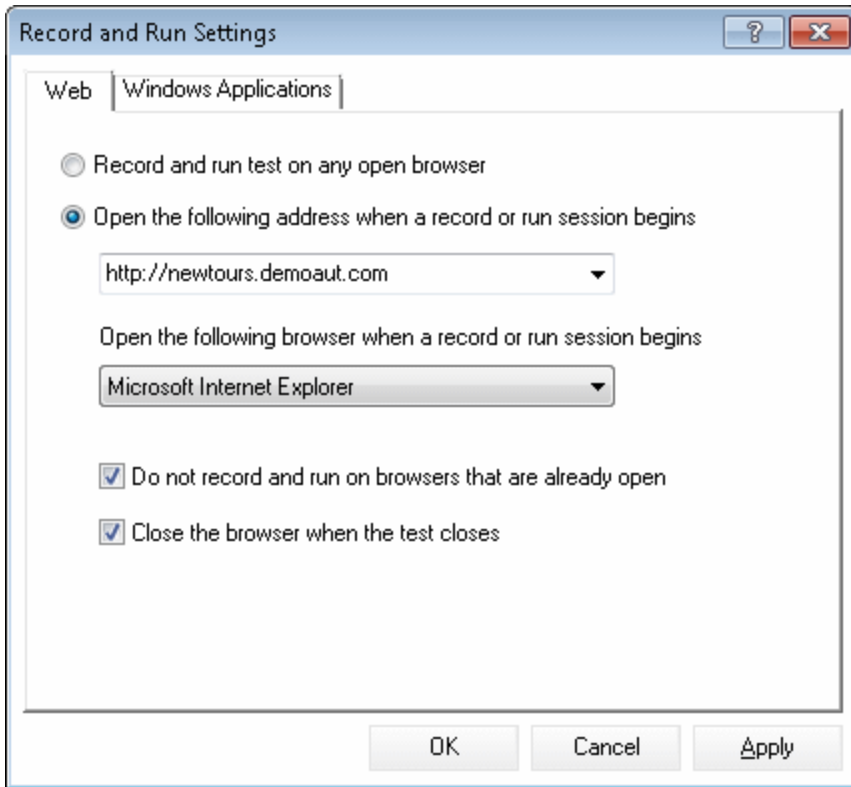 Record and Run Settings
?
Web
Windows Applications
Record and run test on any open browser
Open the following address when a record or run session begins
http://newtours.demoaut.com
Open the following browser when a record or run session begins
Microsoft Internet Explorer
Do not record and run on browsers that are already open
Close the browser when the test closes
OK
Cancel
Apply